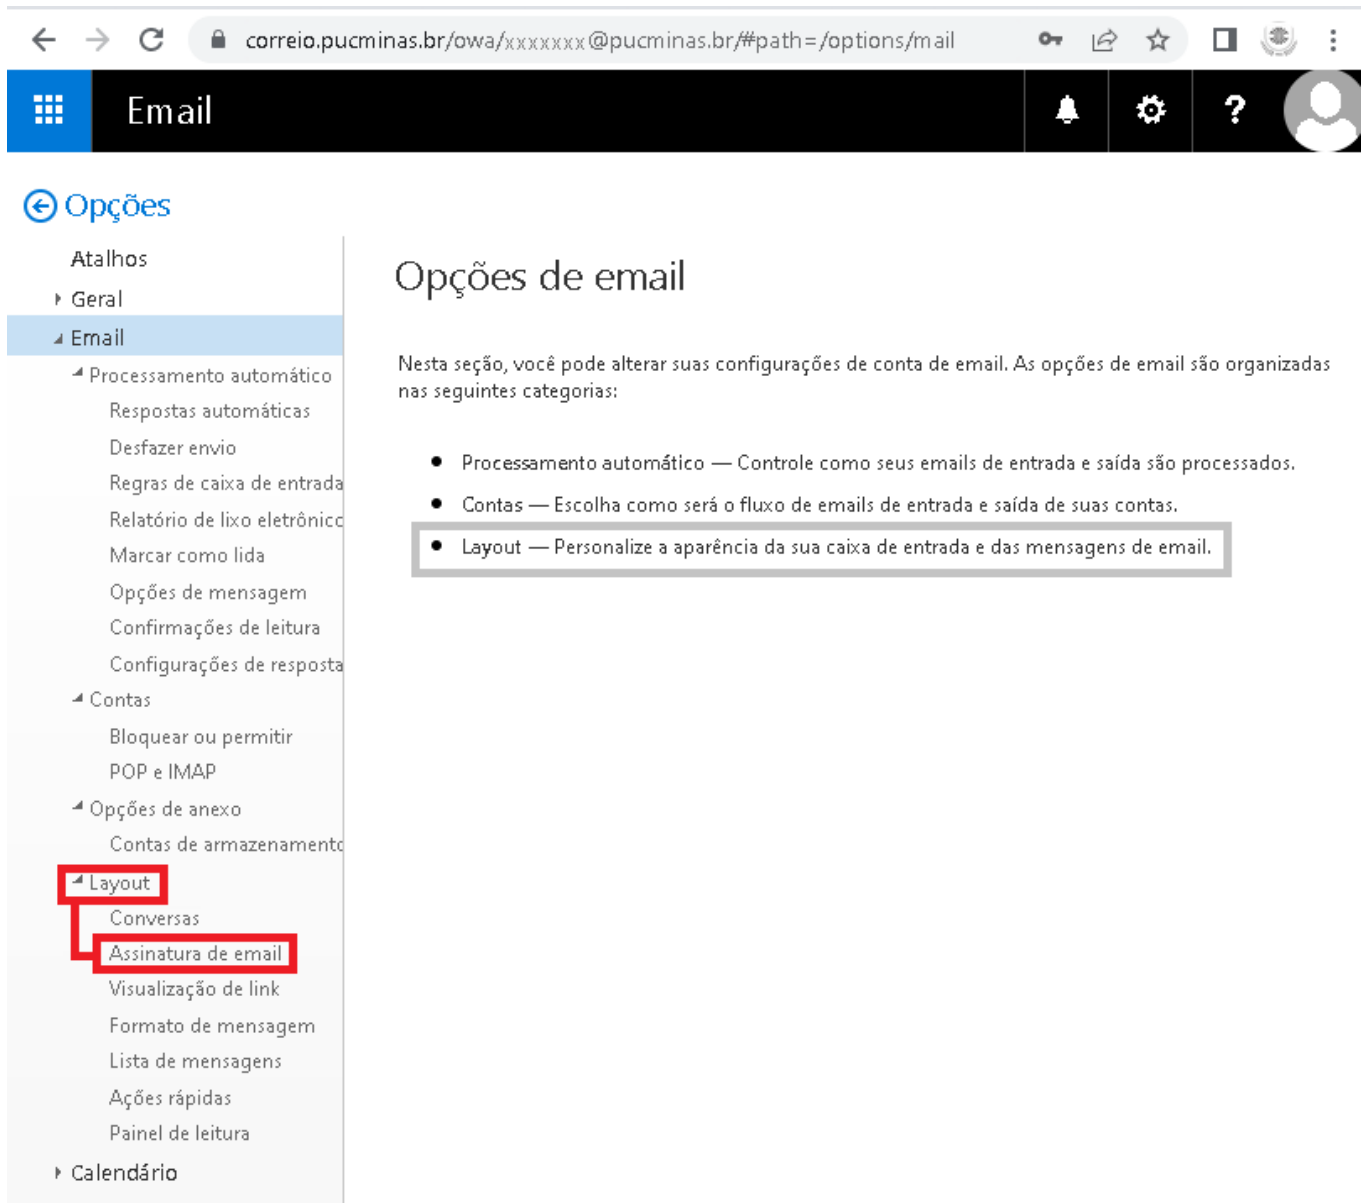 correio.pucminas.br/owa/xxxxxxx@pucminas.br/#path=/options/mail
Email
?
Opções
Atalhos
Geral
Email
Processamento automático
Respostas automáticas
Desfazer envio
Regras de caixa de entrada
Relatório de lixo eletrônico
Marcar como lida
Opções de mensagem
Confirmações de leitura
Configurações de resposta
Contas
Bloquear ou permitir
POP e IMAP
Opções de anexo
Contas de armazenamento
Layout
Conversas
Assinatura de email
Visualização de link
Formato de mensagem
Lista de mensagens
Ações rápidas
Painel de leitura
Calendário
Opções de email
Nesta seção, você pode alterar suas configurações de conta de email. As opções de email são organizadas
nas seguintes categorias:
• Processamento automático — Controle como seus emails de entrada e saída são processados.
• Contas — Escolha como será o fluxo de emails de entrada e saída de suas contas.
• Layout — Personalize a aparência da sua caixa de entrada e das mensagens de email.